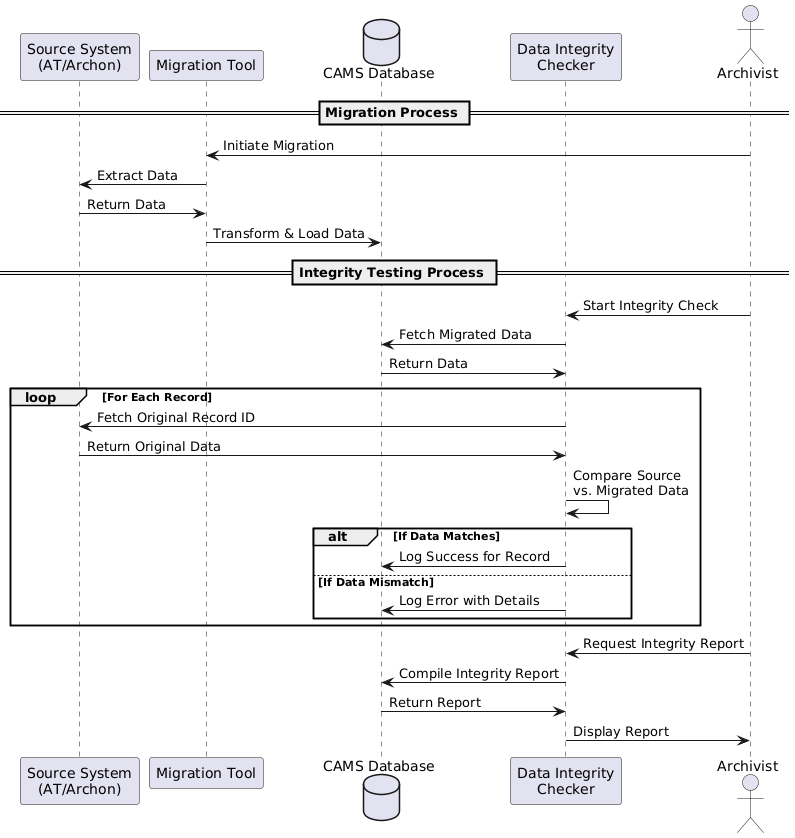 Source System
(AT/Archon)
Migration Tool
CAMS Database
Data Integrity
Checker
Archivist
Migration Process
Initiate Migration
Extract Data
Return Data
Transform & Load Data
Integrity Testing Process
Start Integrity Check
Fetch Migrated Data
Return Data
loop [For Each Record]
Fetch Original Record ID
Return Original Data
Compare Source
vs. Migrated Data
alt [If Data Matches]
Log Success for Record
[If Data Mismatch]
Log Error with Details
Request Integrity Report
Compile Integrity Report
Return Report
Display Report
Source System
(AT/Archon)
Migration Tool
CAMS Database
Data Integrity
Checker
Archivist